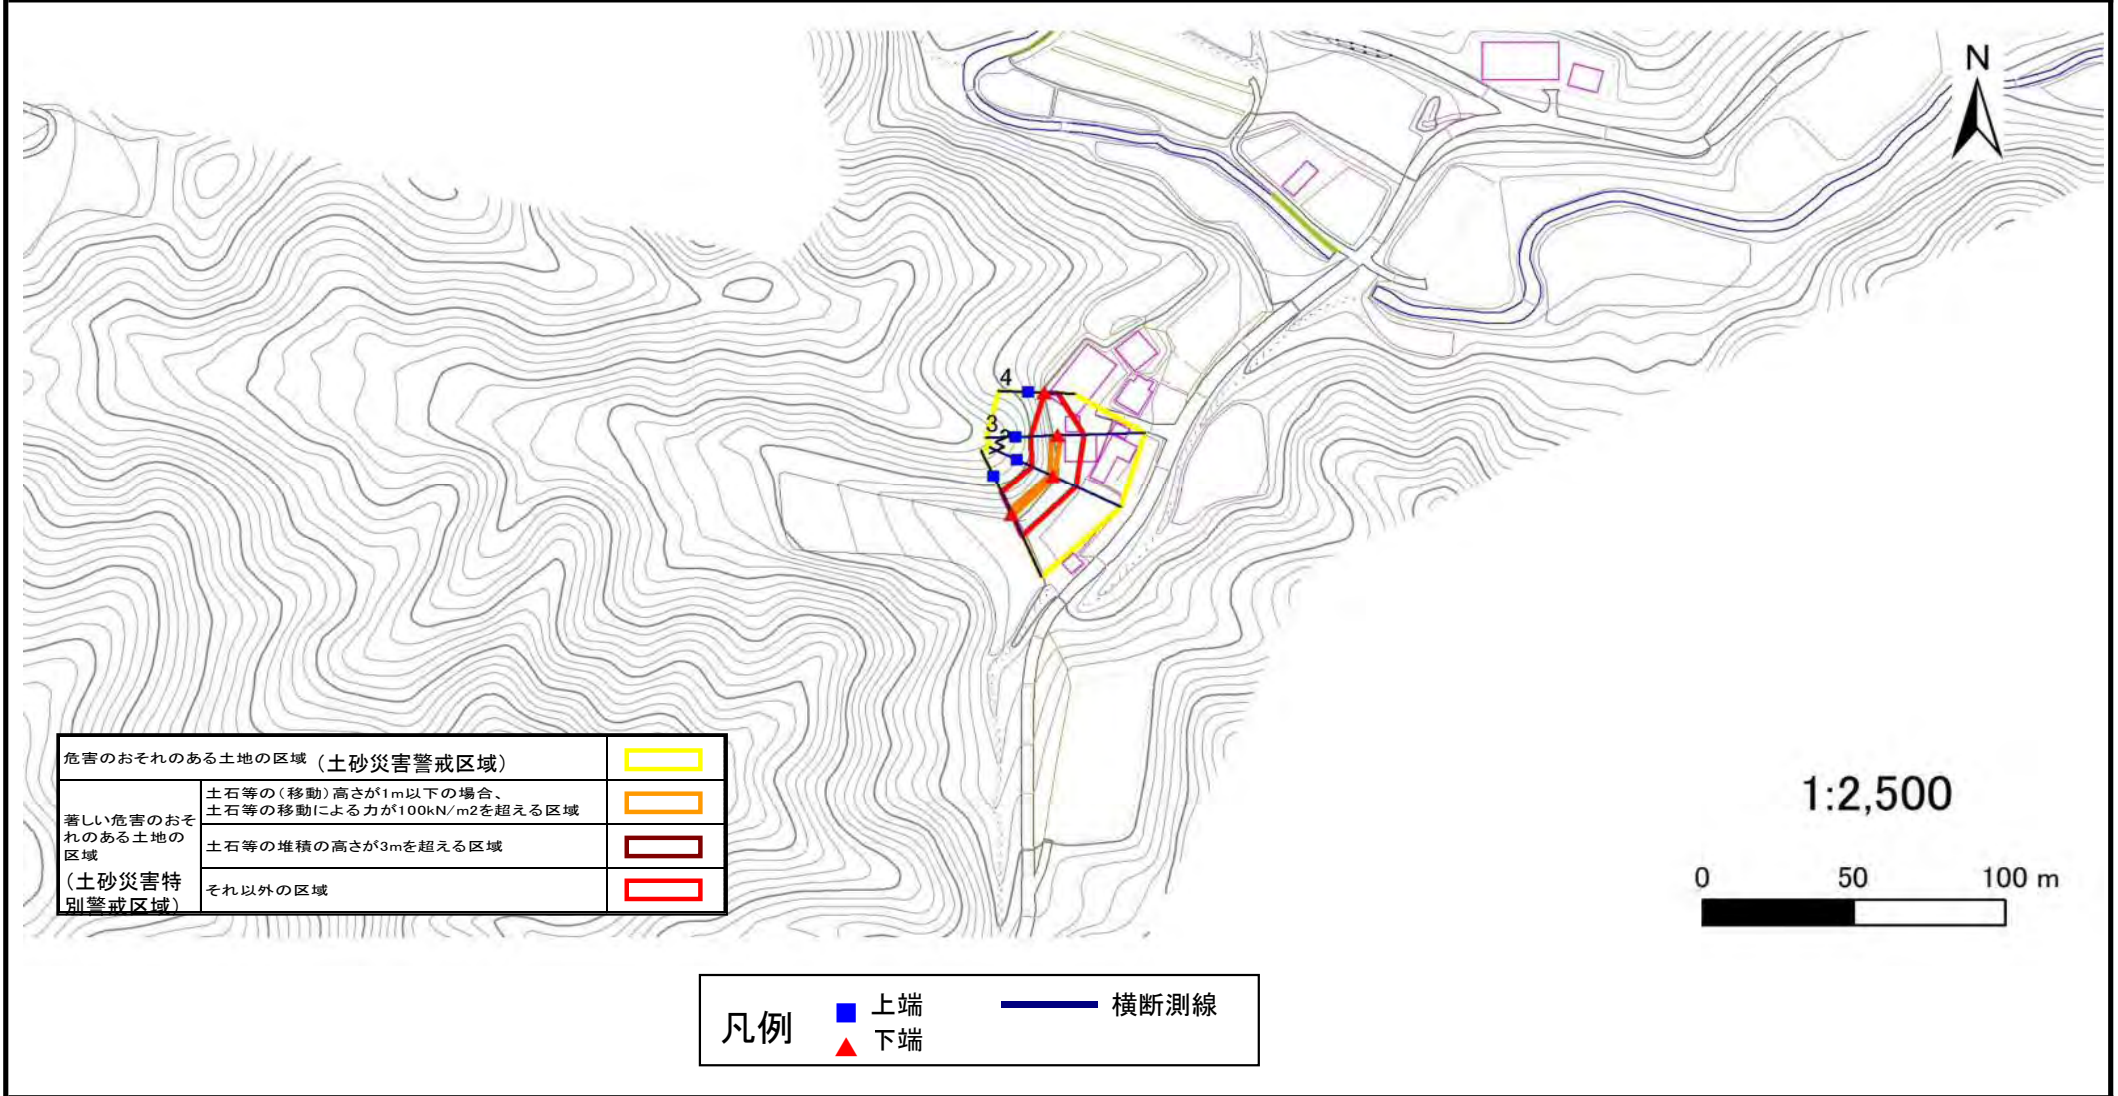 N
4
3
2
危害のおそれのある土地の区域 (土砂災害警戒区域)
著しい危害のおそ
れのある土地の
区域
(土砂災害特
別警戒区域)
土石等の(移動)高さが1m以下の場合、
土石等の移動による力が100kN/m2を超える区域
土石等の堆積の高さが3mを超える区域
それ以外の区域
1:2,500
0 50 100 m
凡例
上端
下端
横断測線